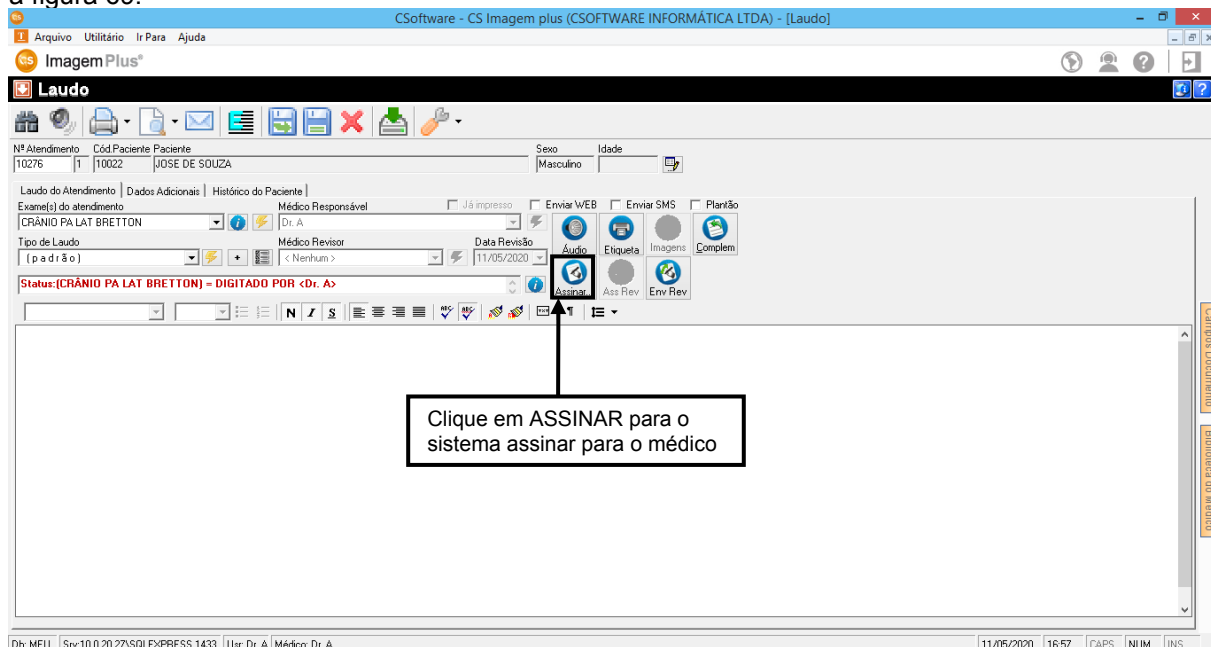 CSoftware - CS Imagem plus (CSOFTWARE INFORMÁTICA LTDA) - [Laudo]
Arquivo Utilitário Ir Para Ajuda
cs ImagemPlus®
Laudo
Nª Atendimento Cód.Paciente Paciente Sexo Idade
10276 1 10022 JOSE DE SOUZA Masculino
Laudo do Atendimento Dados Adicionais Histórico do Paciente
Exame(s) do atendimento Médico Responsável Já impresso Enviar WEB Enviar SMS Plantão
CRÂNIO PA LAT BRETTON Dr. A
Tipo de Laudo Médico Revisor Data Revisão Áudio Etiqueta Imagens Complem
(padrão) < Nenhum > 11/05/2020
Status:(CRÂNIO PA LAT BRETTON) = DIGITADO POR <Dr. A> Assinar Ass Rev Env Rev
N I S
Clique em ASSINAR para o
sistema assinar para o médico
Campos Documento
Biblioteca do Médico
Db: MEU Srv:10.0.20.27\SQLEXPRESS,1433 Usr: Dr. A Médico: Dr. A 11/05/2020 16:57 CAPS NUM INS